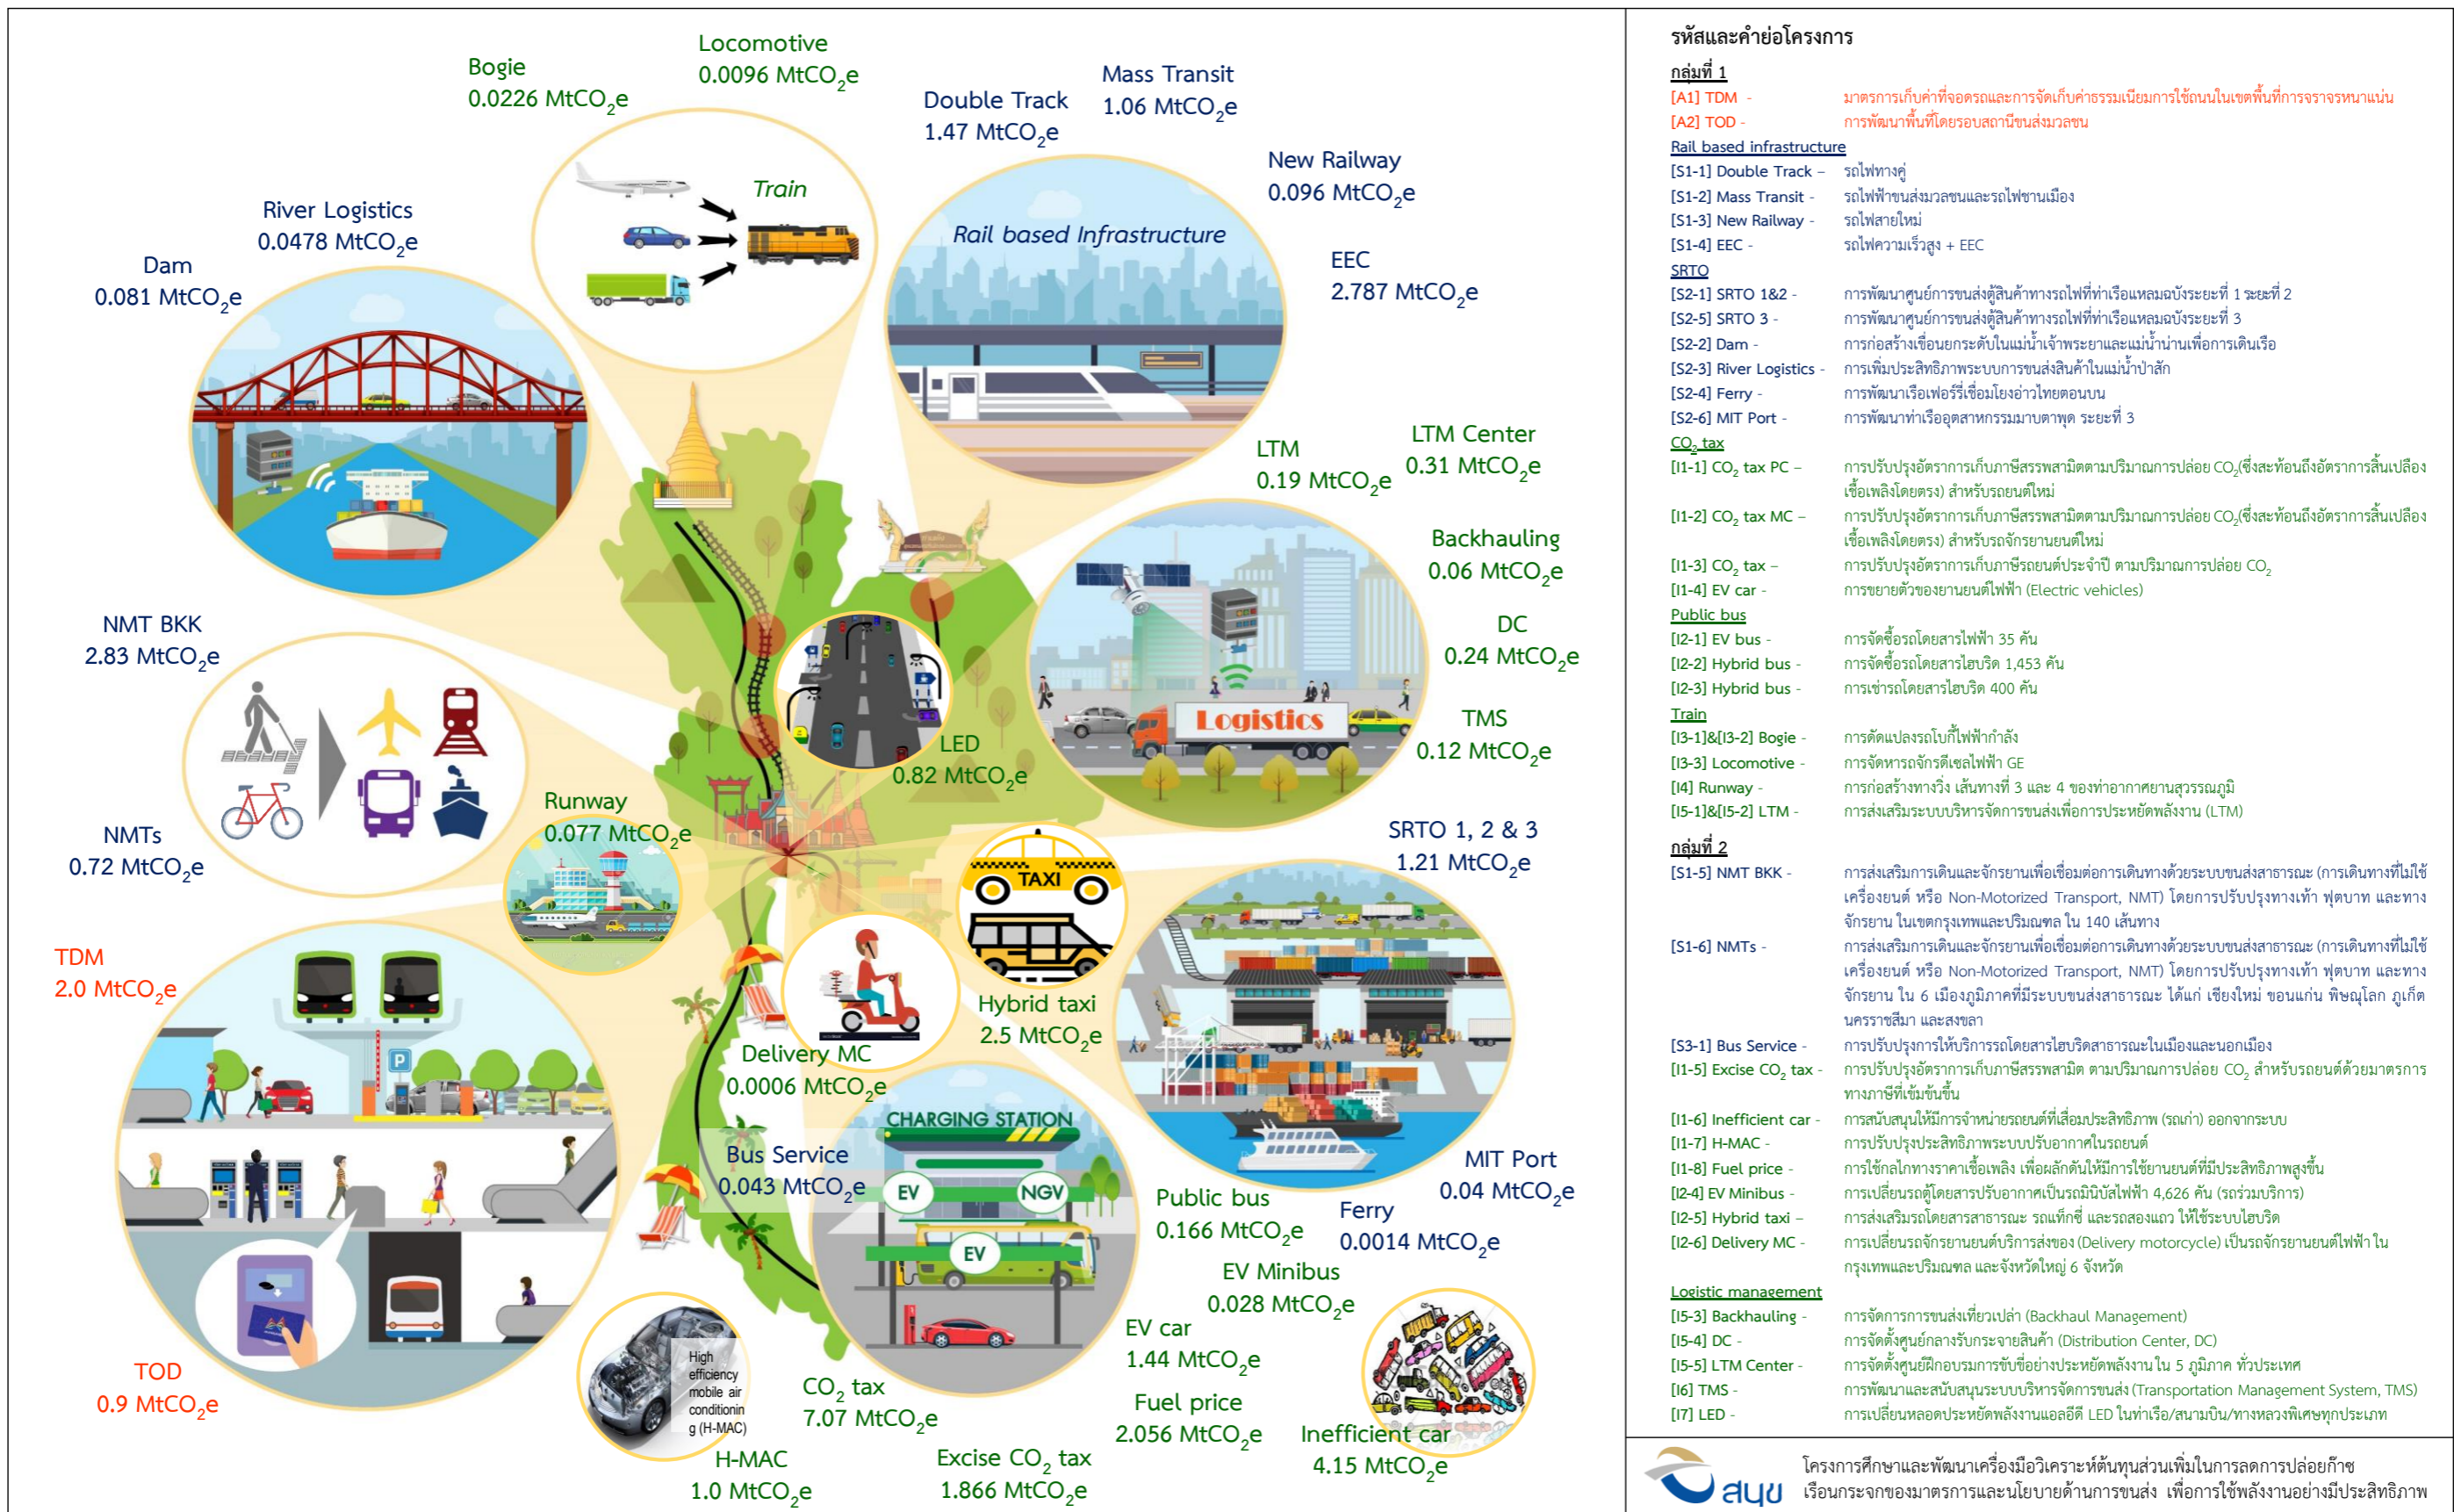 Bogie
0.0226 MtCO₂e
Locomotive
0.0096 MtCO₂e
Train
Double Track
1.47 MtCO₂e
Mass Transit
1.06 MtCO₂e
New Railway
0.096 MtCO₂e
EEC
2.787 MtCO₂e
Rail based Infrastructure
River Logistics
0.0478 MtCO₂e
Dam
0.081 MtCO₂e
LTM
0.19 MtCO₂e
LTM Center
0.31 MtCO₂e
Backhauling
0.06 MtCO₂e
DC
0.24 MtCO₂e
TMS
0.12 MtCO₂e
Logistics
NMT BKK
2.83 MtCO₂e
NMTs
0.72 MtCO₂e
LED
0.82 MtCO₂e
Runway
0.077 MtCO₂e
TAXI
Hybrid taxi
2.5 MtCO₂e
SRTO 1, 2 & 3
1.21 MtCO₂e
TDM
2.0 MtCO₂e
P
TOD
0.9 MtCO₂e
Delivery MC
0.0006 MtCO₂e
Bus Service
0.043 MtCO₂e
CHARGING STATION
EV
NGV
EV
MIT Port
0.04 MtCO₂e
Ferry
0.0014 MtCO₂e
Public bus
0.166 MtCO₂e
EV Minibus
0.028 MtCO₂e
EV car
1.44 MtCO₂e
Fuel price
2.056 MtCO₂e
Inefficient car
4.15 MtCO₂e
CO₂ tax
7.07 MtCO₂e
Excise CO₂ tax
1.866 MtCO₂e
High
efficiency
mobile air
conditionin
g (H-MAC)
H-MAC
1.0 MtCO₂e
รหัสและคำย่อโครงการ
กลุ่มที่ 1
[A1] TDM - มาตรการเก็บค่าที่จอดรถและการจัดเก็บค่าธรรมเนียมการใช้ถนนในเขตพื้นที่การจราจรหนาแน่น
[A2] TOD - การพัฒนาพื้นที่โดยรอบสถานีขนส่งมวลชน
Rail based infrastructure
[S1-1] Double Track – รถไฟทางคู่
[S1-2] Mass Transit - รถไฟฟ้าขนส่งมวลชนและรถไฟชานเมือง
[S1-3] New Railway - รถไฟสายใหม่
[S1-4] EEC - รถไฟความเร็วสูง + EEC
SRTO
[S2-1] SRTO 1&2 - การพัฒนาศูนย์การขนส่งตู้สินค้าทางรถไฟที่ท่าเรือแหลมฉบังระยะที่ 1 ระยะที่ 2
[S2-5] SRTO 3 - การพัฒนาศูนย์การขนส่งตู้สินค้าทางรถไฟที่ท่าเรือแหลมฉบังระยะที่ 3
[S2-2] Dam - การก่อสร้างเขื่อนยกระดับในแม่น้ำเจ้าพระยาและแม่น้ำน่านเพื่อการเดินเรือ
[S2-3] River Logistics - การเพิ่มประสิทธิภาพระบบการขนส่งสินค้าในแม่น้ำป่าสัก
[S2-4] Ferry - การพัฒนาเรือเฟอร์รี่เชื่อมโยงอ่าวไทยตอนบน
[S2-6] MIT Port - การพัฒนาท่าเรืออุตสาหกรรมมาบตาพุด ระยะที่ 3
CO₂ tax
[I1-1] CO₂ tax PC – การปรับปรุงอัตราการเก็บภาษีสรรพสามิตตามปริมาณการปล่อย CO₂(ซึ่งสะท้อนถึงอัตราการสิ้นเปลือง
เชื้อเพลิงโดยตรง) สำหรับรถยนต์ใหม่
[I1-2] CO₂ tax MC – การปรับปรุงอัตราการเก็บภาษีสรรพสามิตตามปริมาณการปล่อย CO₂(ซึ่งสะท้อนถึงอัตราการสิ้นเปลือง
เชื้อเพลิงโดยตรง) สำหรับรถจักรยานยนต์ใหม่
[I1-3] CO₂ tax – การปรับปรุงอัตราการเก็บภาษีรถยนต์ประจำปี ตามปริมาณการปล่อย CO₂
[I1-4] EV car - การขยายตัวของยานยนต์ไฟฟ้า (Electric vehicles)
Public bus
[I2-1] EV bus - การจัดซื้อรถโดยสารไฟฟ้า 35 คัน
[I2-2] Hybrid bus - การจัดซื้อรถโดยสารไฮบริด 1,453 คัน
[I2-3] Hybrid bus - การเช่ารถโดยสารไฮบริด 400 คัน
Train
[I3-1]&[I3-2] Bogie - การดัดแปลงรถโบกี้ไฟฟ้ากำลัง
[I3-3] Locomotive - การจัดหารถจักรดีเซลไฟฟ้า GE
[I4] Runway - การก่อสร้างทางวิ่ง เส้นทางที่ 3 และ 4 ของท่าอากาศยานสุวรรณภูมิ
[I5-1]&[I5-2] LTM - การส่งเสริมระบบบริหารจัดการขนส่งเพื่อการประหยัดพลังงาน (LTM)
กลุ่มที่ 2
[S1-5] NMT BKK - การส่งเสริมการเดินและจักรยานเพื่อเชื่อมต่อการเดินทางด้วยระบบขนส่งสาธารณะ (การเดินทางที่ไม่ใช้
เครื่องยนต์ หรือ Non-Motorized Transport, NMT) โดยการปรับปรุงทางเท้า ฟุตบาท และทาง
จักรยาน ในเขตกรุงเทพและปริมณฑล ใน 140 เส้นทาง
[S1-6] NMTs - การส่งเสริมการเดินและจักรยานเพื่อเชื่อมต่อการเดินทางด้วยระบบขนส่งสาธารณะ (การเดินทางที่ไม่ใช้
เครื่องยนต์ หรือ Non-Motorized Transport, NMT) โดยการปรับปรุงทางเท้า ฟุตบาท และทาง
จักรยาน ใน 6 เมืองภูมิภาคที่มีระบบขนส่งสาธารณะ ได้แก่ เชียงใหม่ ขอนแก่น พิษณุโลก ภูเก็ต
นครราชสีมา และสงขลา
[S3-1] Bus Service - การปรับปรุงการให้บริการรถโดยสารไฮบริดสาธารณะในเมืองและนอกเมือง
[I1-5] Excise CO₂ tax - การปรับปรุงอัตราการเก็บภาษีสรรพสามิต ตามปริมาณการปล่อย CO₂ สำหรับรถยนต์ด้วยมาตรการ
ทางภาษีที่เข้มข้นขึ้น
[I1-6] Inefficient car - การสนับสนุนให้มีการจำหน่ายรถยนต์ที่เสื่อมประสิทธิภาพ (รถเก่า) ออกจากระบบ
[I1-7] H-MAC - การปรับปรุงประสิทธิภาพระบบปรับอากาศในรถยนต์
[I1-8] Fuel price - การใช้กลไกทางราคาเชื้อเพลิง เพื่อผลักดันให้มีการใช้ยานยนต์ที่มีประสิทธิภาพสูงขึ้น
[I2-4] EV Minibus - การเปลี่ยนรถตู้โดยสารปรับอากาศเป็นรถมินิบัสไฟฟ้า 4,626 คัน (รถร่วมบริการ)
[I2-5] Hybrid taxi – การส่งเสริมรถโดยสารสาธารณะ รถแท็กซี่ และรถสองแถว ให้ใช้ระบบไฮบริด
[I2-6] Delivery MC - การเปลี่ยนรถจักรยานยนต์บริการส่งของ (Delivery motorcycle) เป็นรถจักรยานยนต์ไฟฟ้า ใน
กรุงเทพและปริมณฑล และจังหวัดใหญ่ 6 จังหวัด
Logistic management
[I5-3] Backhauling - การจัดการการขนส่งเที่ยวเปล่า (Backhaul Management)
[I5-4] DC - การจัดตั้งศูนย์กลางรับกระจายสินค้า (Distribution Center, DC)
[I5-5] LTM Center - การจัดตั้งศูนย์ฝึกอบรมการขับขี่อย่างประหยัดพลังงาน ใน 5 ภูมิภาค ทั่วประเทศ
[I6] TMS - การพัฒนาและสนับสนุนระบบบริหารจัดการขนส่ง (Transportation Management System, TMS)
[I7] LED - การเปลี่ยนหลอดประหยัดพลังงานแอลอีดี LED ในท่าเรือ/สนามบิน/ทางหลวงพิเศษทุกประเภท
สนข
โครงการศึกษาและพัฒนาเครื่องมือวิเคราะห์ต้นทุนส่วนเพิ่มในการลดการปล่อยก๊าซ
เรือนกระจกของมาตรการและนโยบายด้านการขนส่ง เพื่อการใช้พลังงานอย่างมีประสิทธิภาพ